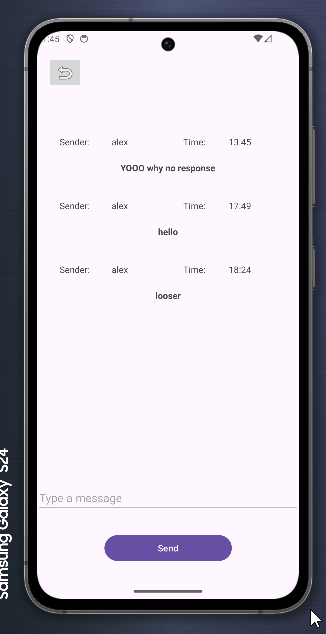 :45
Sender: alex Time: 13:45
YOOO why no response
Sender: alex Time: 17:49
hello
Sender: alex Time: 18:24
looser
Type a message
Send
Samsung Galaxy S24